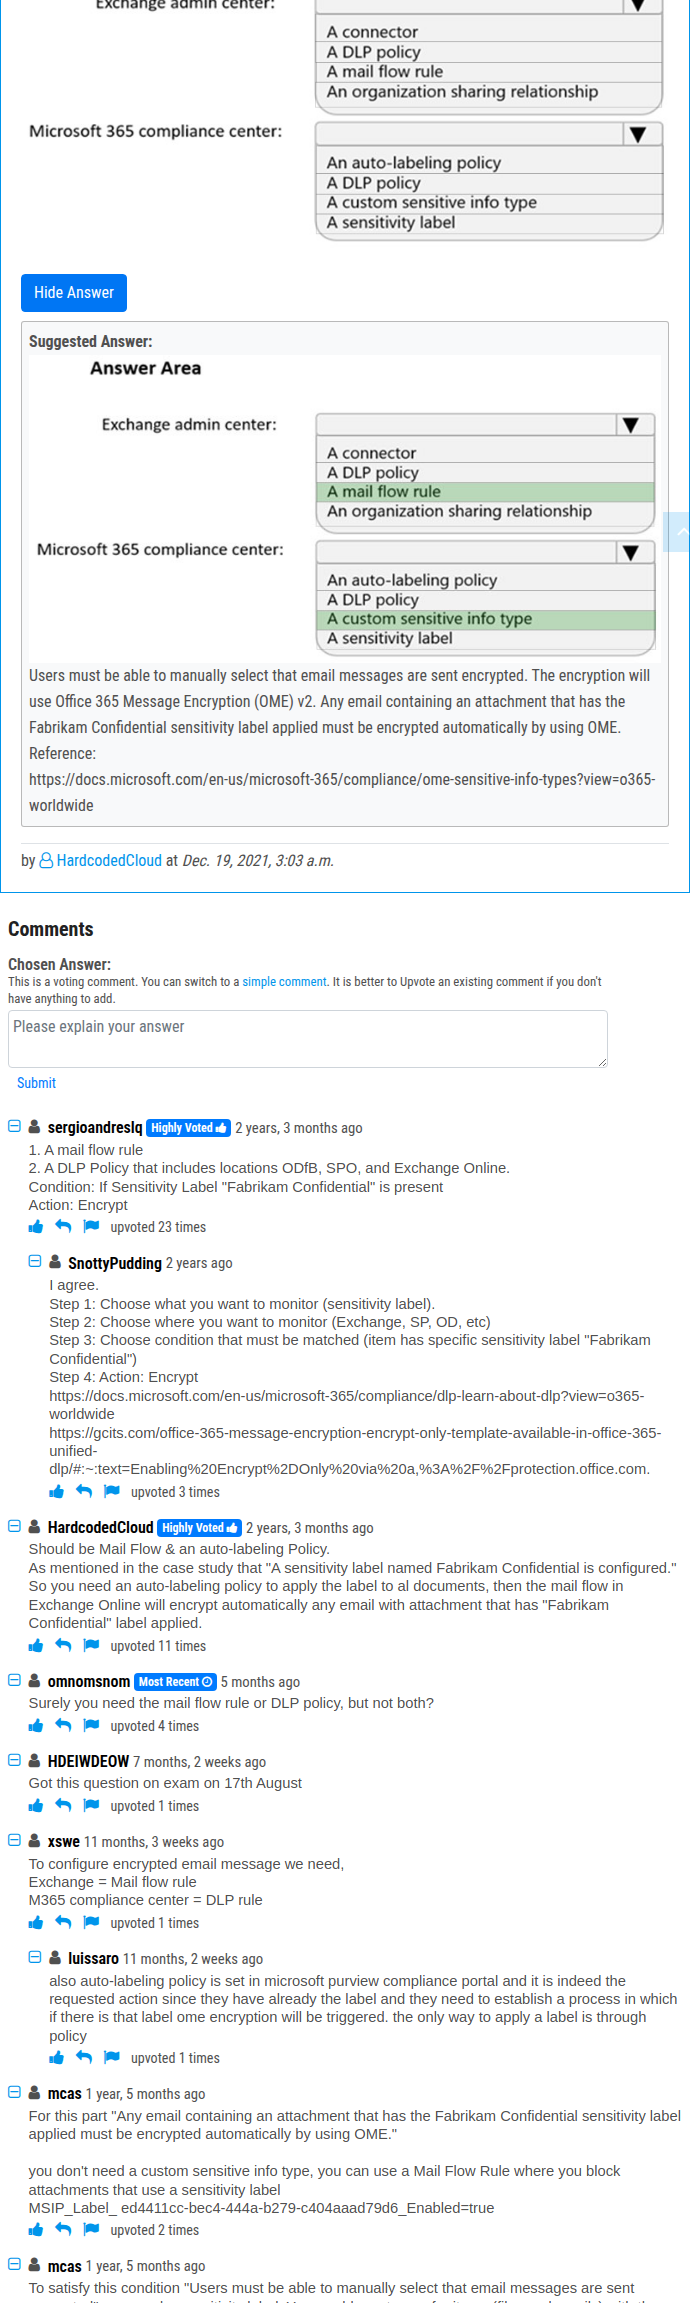 Exchange admin center:
A connector
A DLP policy
A mail flow rule
An organization sharing relationship
Microsoft 365 compliance center:
An auto-labeling policy
A DLP policy
A custom sensitive info type
A sensitivity label
Hide Answer
Suggested Answer:
Answer Area
Exchange admin center:
A connector
A DLP policy
A mail flow rule
An organization sharing relationship
Microsoft 365 compliance center:
An auto-labeling policy
A DLP policy
A custom sensitive info type
A sensitivity label
Users must be able to manually select that email messages are sent encrypted. The encryption will
use Office 365 Message Encryption (OME) v2. Any email containing an attachment that has the
Fabrikam Confidential sensitivity label applied must be encrypted automatically by using OME.
Reference:
https://docs.microsoft.com/en-us/microsoft-365/compliance/ome-sensitive-info-types?view=o365-
worldwide
by HardcodedCloud at Dec. 19, 2021, 3:03 a.m.
Comments
Chosen Answer:
This is a voting comment. You can switch to a simple comment. It is better to Upvote an existing comment if you don't
have anything to add.
Please explain your answer
Submit
sergioandreslq Highly Voted 2 years, 3 months ago
1. A mail flow rule
2. A DLP Policy that includes locations ODfB, SPO, and Exchange Online.
Condition: If Sensitivity Label "Fabrikam Confidential" is present
Action: Encrypt
upvoted 23 times
SnottyPudding 2 years ago
I agree.
Step 1: Choose what you want to monitor (sensitivity label).
Step 2: Choose where you want to monitor (Exchange, SP, OD, etc)
Step 3: Choose condition that must be matched (item has specific sensitivity label "Fabrikam
Confidential")
Step 4: Action: Encrypt
https://docs.microsoft.com/en-us/microsoft-365/compliance/dlp-learn-about-dlp?view=o365-
worldwide
https://gcits.com/office-365-message-encryption-encrypt-only-template-available-in-office-365-
unified-
dlp/#:~:text=Enabling%20Encrypt%2DOnly%20via%20a,%3A%2F%2Fprotection.office.com.
upvoted 3 times
HardcodedCloud Highly Voted 2 years, 3 months ago
Should be Mail Flow & an auto-labeling Policy.
As mentioned in the case study that "A sensitivity label named Fabrikam Confidential is configured."
So you need an auto-labeling policy to apply the label to al documents, then the mail flow in
Exchange Online will encrypt automatically any email with attachment that has "Fabrikam
Confidential" label applied.
upvoted 11 times
omnomsnom Most Recent 5 months ago
Surely you need the mail flow rule or DLP policy, but not both?
upvoted 4 times
HDEIWDEOW 7 months, 2 weeks ago
Got this question on exam on 17th August
upvoted 1 times
xswe 11 months, 3 weeks ago
To configure encrypted email message we need,
Exchange = Mail flow rule
M365 compliance center = DLP rule
upvoted 1 times
luissaro 11 months, 2 weeks ago
also auto-labeling policy is set in microsoft purview compliance portal and it is indeed the
requested action since they have already the label and they need to establish a process in which
if there is that label ome encryption will be triggered. the only way to apply a label is through
policy
upvoted 1 times
mcas 1 year, 5 months ago
For this part "Any email containing an attachment that has the Fabrikam Confidential sensitivity label
applied must be encrypted automatically by using OME."
you don't need a custom sensitive info type, you can use a Mail Flow Rule where you block
attachments that use a sensitivity label
MSIP_Label_ ed4411cc-bec4-444a-b279-c404aaad79d6_Enabled=true
upvoted 2 times
mcas 1 year, 5 months ago
To satisfy this condition "Users must be able to manually select that email messages are sent